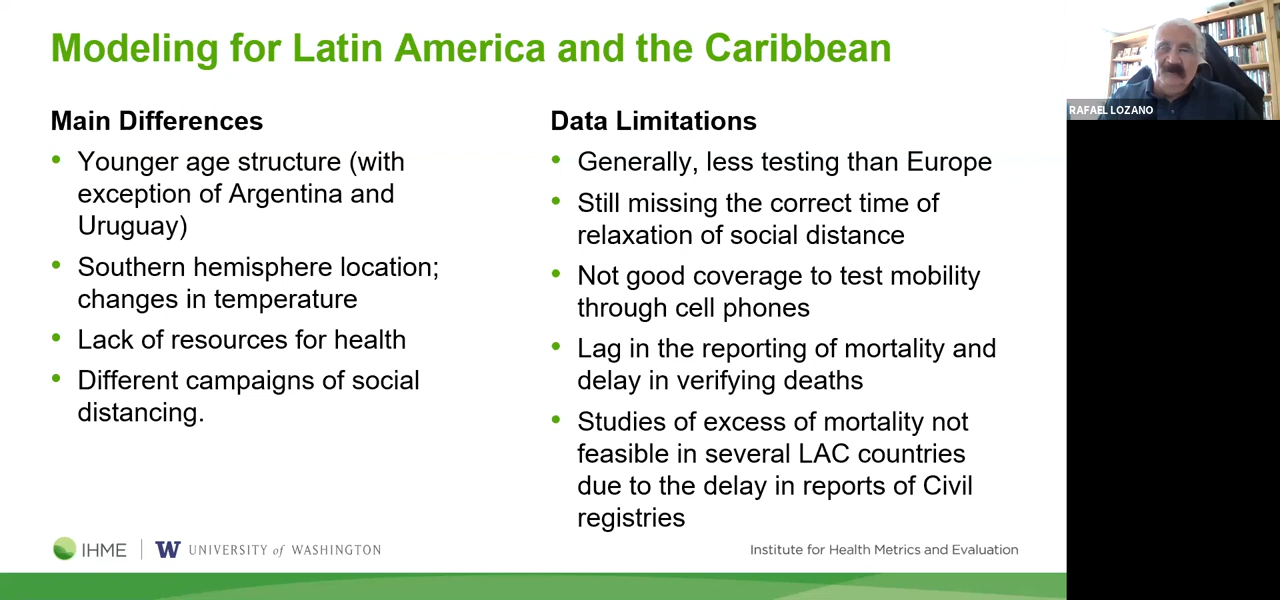 Modeling for Latin America and the Caribbean
Main Differences
• Younger age structure (with
exception of Argentina and
Uruguay)
• Southern hemisphere location;
changes in temperature
• Lack of resources for health
• Different campaigns of social
distancing.
Data Limitations
• Generally, less testing than Europe
• Still missing the correct time of
relaxation of social distance
• Not good coverage to test mobility
through cell phones
• Lag in the reporting of mortality and
delay in verifying deaths
• Studies of excess of mortality not
feasible in several LAC countries
due to the delay in reports of Civil
registries
IHME
W UNIVERSITY of WASHINGTON
Institute for Health Metrics and Evaluation
RAFAEL LOZANO